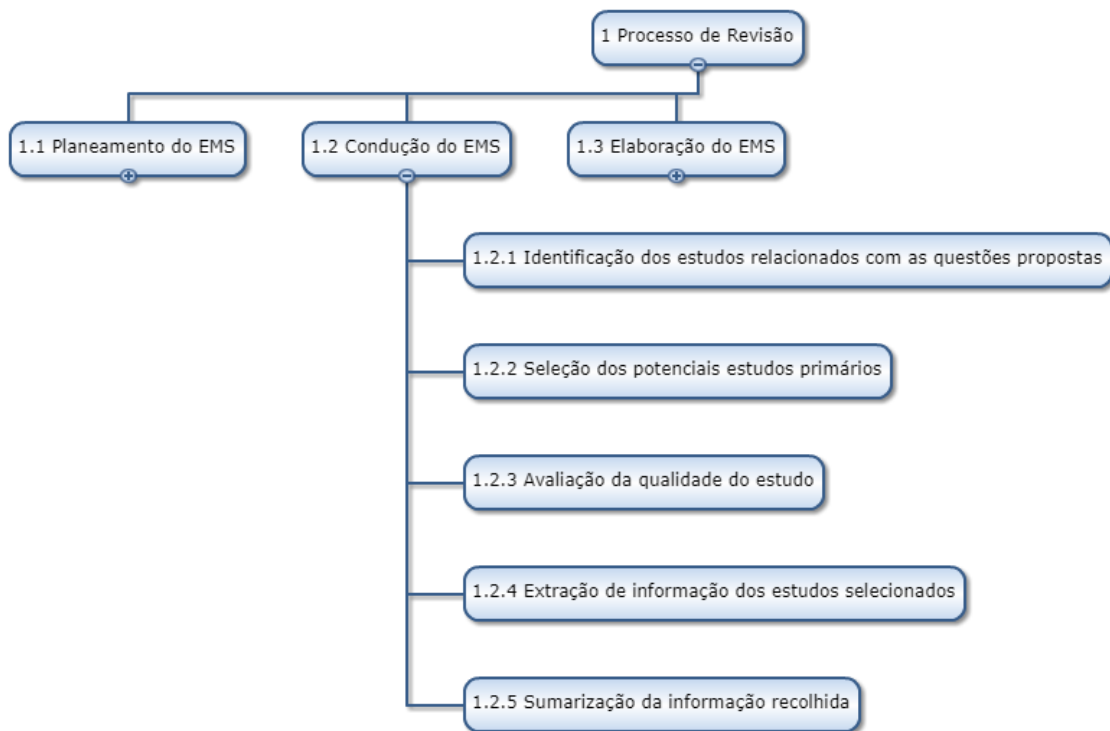 1 Processo de Revisão
1.1 Planeamento do EMS
1.2 Condução do EMS
1.3 Elaboração do EMS
1.2.1 Identificação dos estudos relacionados com as questões propostas
1.2.2 Seleção dos potenciais estudos primários
1.2.3 Avaliação da qualidade do estudo
1.2.4 Extração de informação dos estudos selecionados
1.2.5 Sumarização da informação recolhida